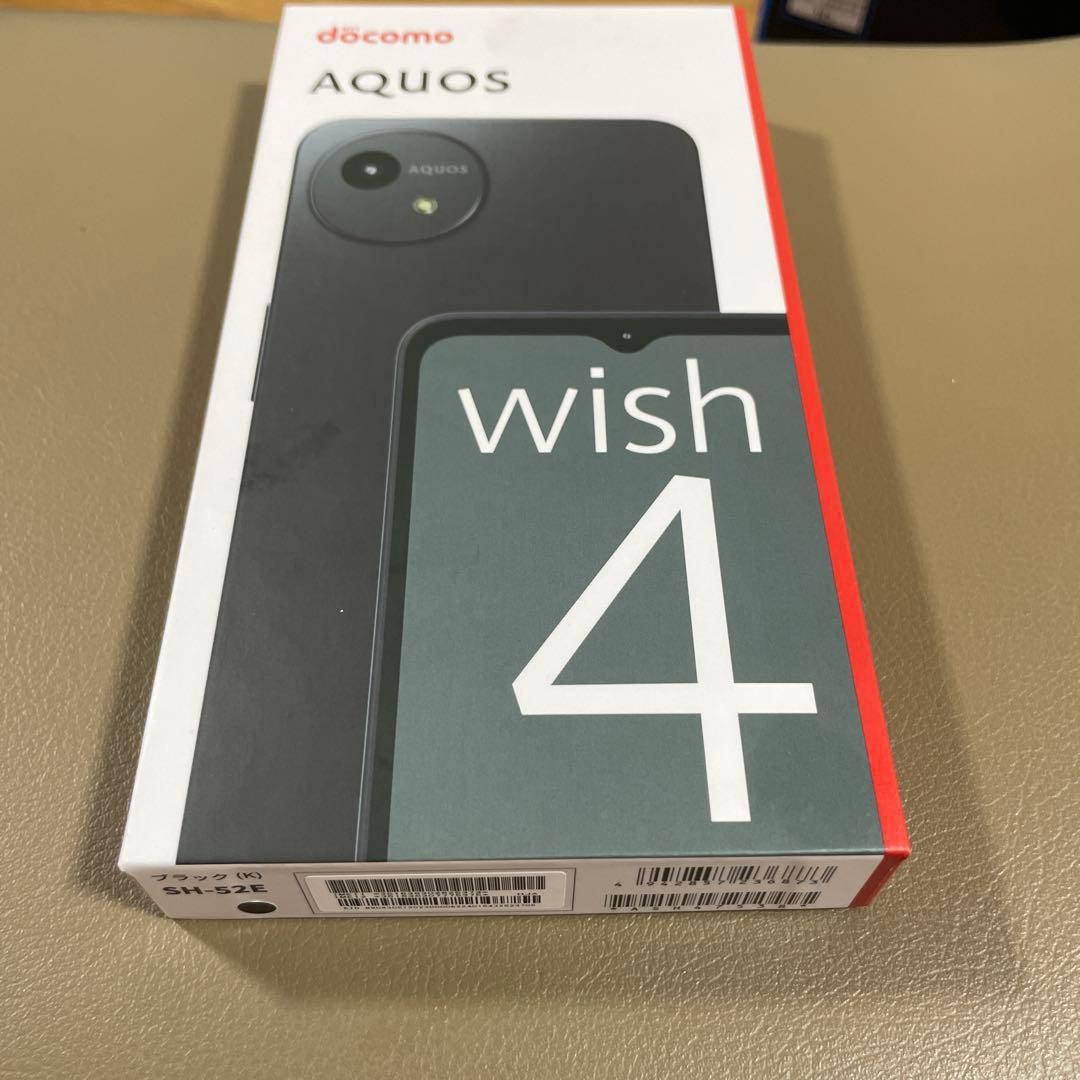 docomo
AQUOS
AQUOS
wish
4
ブラック (K)
SH-52E